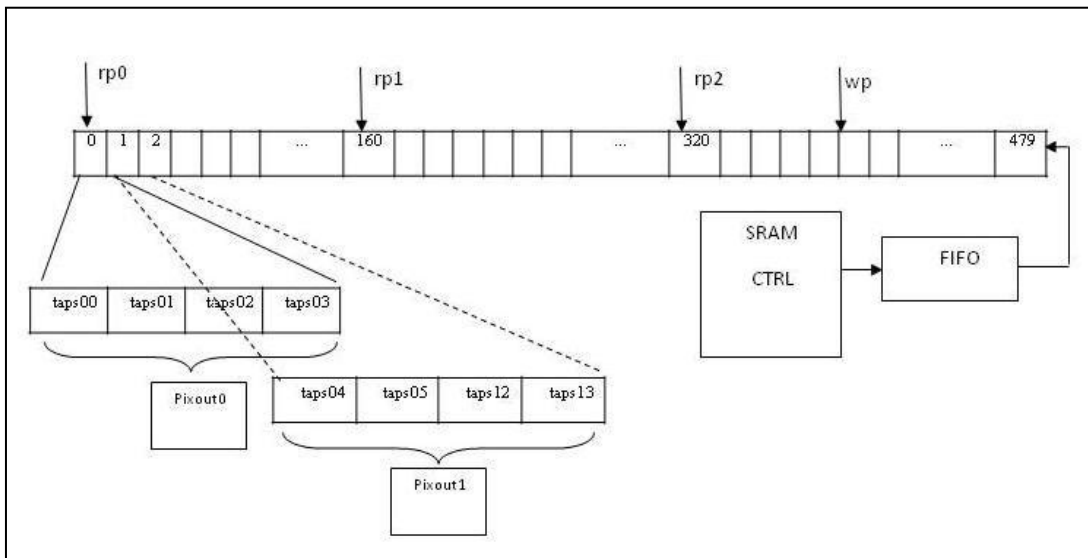 rp0
rp1
rp2
wp
0 1 2 ... 160 ... 320 ... 479
SRAM
CTRL
FIFO
taps00 taps01 taps02 taps03
Pixout0
taps04 taps05 taps12 taps13
Pixout1